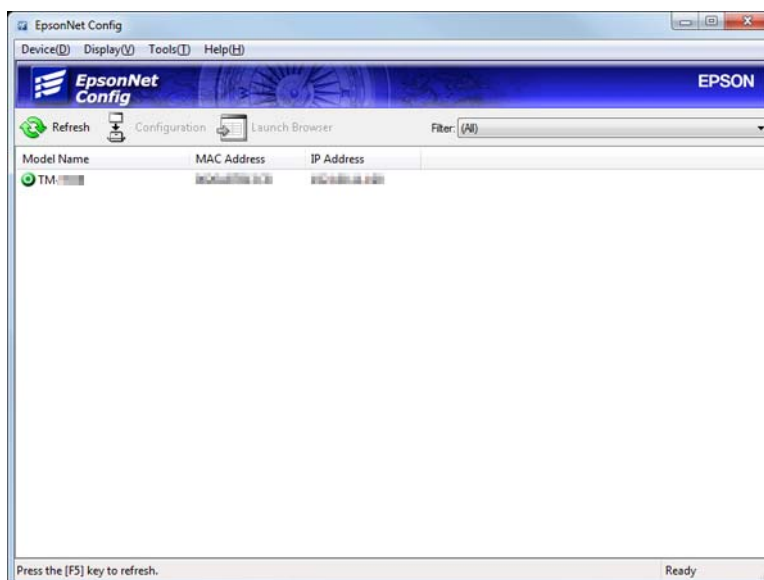 EpsonNet Config
Device(D) Display(V) Tools(T) Help(H)
EpsonNet
Config
EPSON
Refresh Configuration Launch Browser Filter: (All)
Model Name MAC Address IP Address
TM-
Press the [F5] key to refresh. Ready